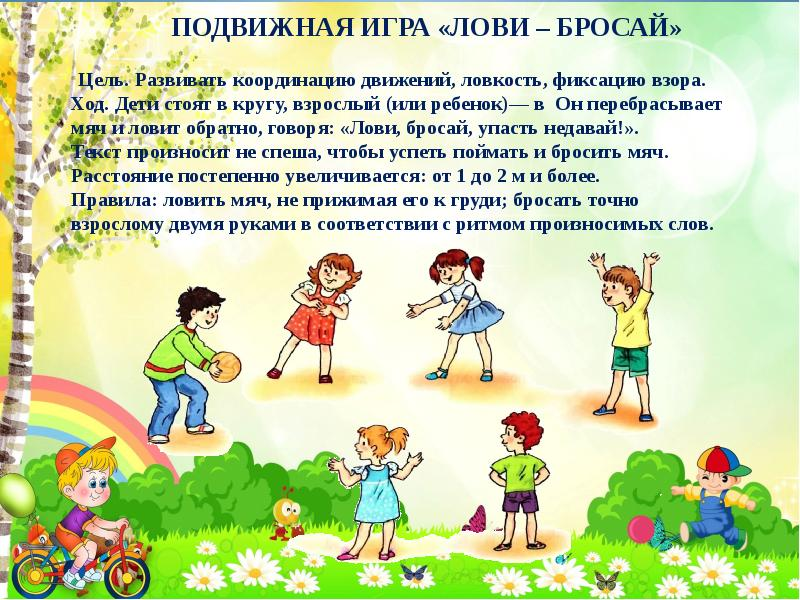 ПОДВИЖНАЯ ИГРА «ЛОВИ – БРОСАЙ»
Цель. Развивать координацию движений, ловкость, фиксацию взора.
Ход. Дети стоят в кругу, взрослый (или ребенок)— в  Он перебрасывает
мяч и ловит обратно, говоря: «Лови, бросай, упасть недавай!».
Текст произносит не спеша, чтобы успеть поймать и бросить мяч.
Расстояние постепенно увеличивается: от 1 до 2 м и более.
Правила: ловить мяч, не прижимая его к груди; бросать точно
взрослому двумя руками в соответствии с ритмом произносимых слов.